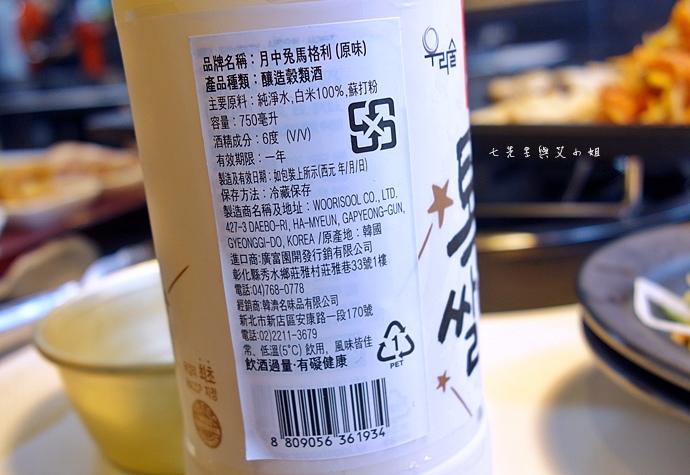 品牌名稱：月中兔馬格利 (原味)
產品種類：釀造穀類酒
主要原料：純淨水,白米100%,蘇打粉
容量：750毫升
酒精成分：6度 (V/V)
有效期限：一年
製造及有效日期：如包裝上所示(西元 年/月/日)
保存方法：冷藏保存
製造商名稱及地址：WOORISOOL CO., LTD.
427-3 DAEBO-RI, HA-MYEUN, GAPYEONG-GUN,
GYEONGGI-DO, KOREA /原產地：韓國
進口商:廣富園開發行銷有限公司
彰化縣秀水鄉莊雅村莊雅巷33號1樓
電話:04)768-0778
經銷商：韓濟名味品有限公司
新北市新店區安康路一段170號
電話:02)2211-3679
常、低溫(5°C) 飲用，風味皆佳
飲酒過量‧有礙健康
1
PET
8 809056 361934
우리술
톡
쌀
최초
七先生與艾小姐